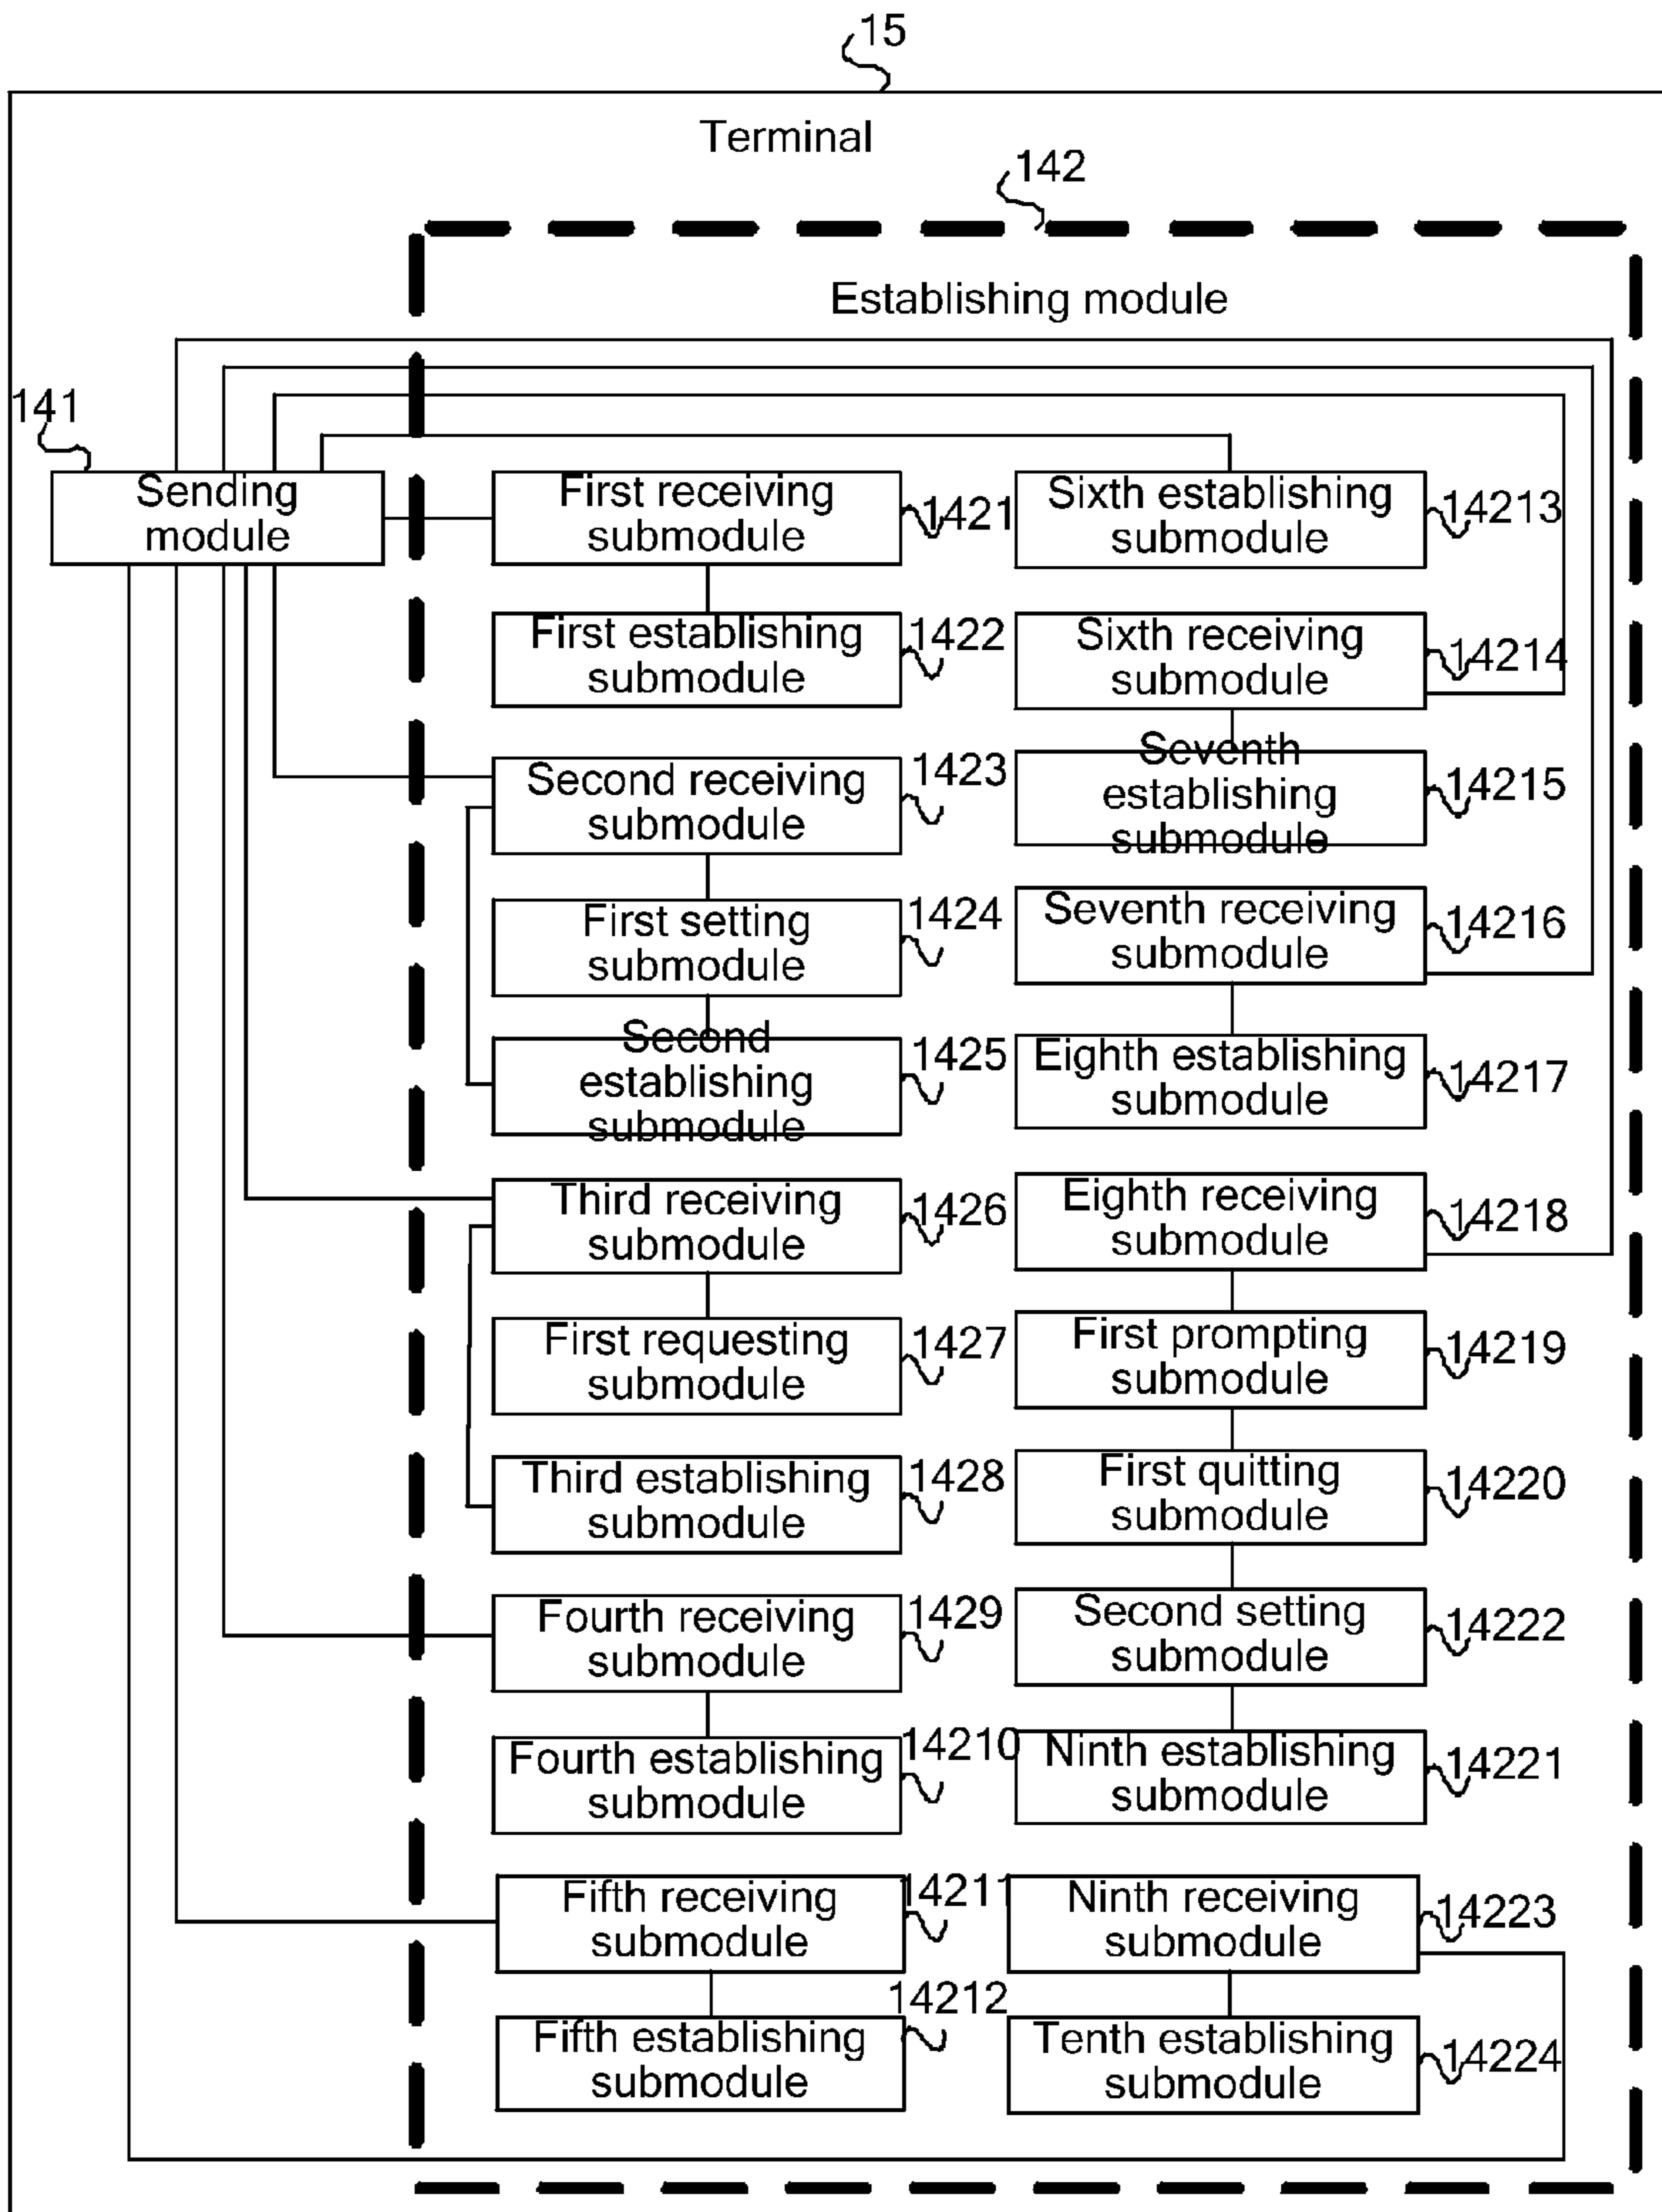 15
Terminal
142
Establishing module
141
Sending
module
First receiving
submodule
1421
Sixth establishing
submodule
14213
First establishing
submodule
1422
Sixth receiving
submodule
14214
Second receiving
submodule
1423
Seventh
establishing
submodule
14215
First setting
submodule
1424
Seventh receiving
submodule
14216
Second
establishing
submodule
1425
Eighth establishing
submodule
14217
Third receiving
submodule
1426
Eighth receiving
submodule
14218
First requesting
submodule
1427
First prompting
submodule
14219
Third establishing
submodule
1428
First quitting
submodule
14220
Fourth receiving
submodule
1429
Second setting
submodule
14222
Fourth establishing
submodule
14210
Ninth establishing
submodule
14221
Fifth receiving
submodule
14211
Ninth receiving
submodule
14223
Fifth establishing
submodule
14212
Tenth establishing
submodule
14224